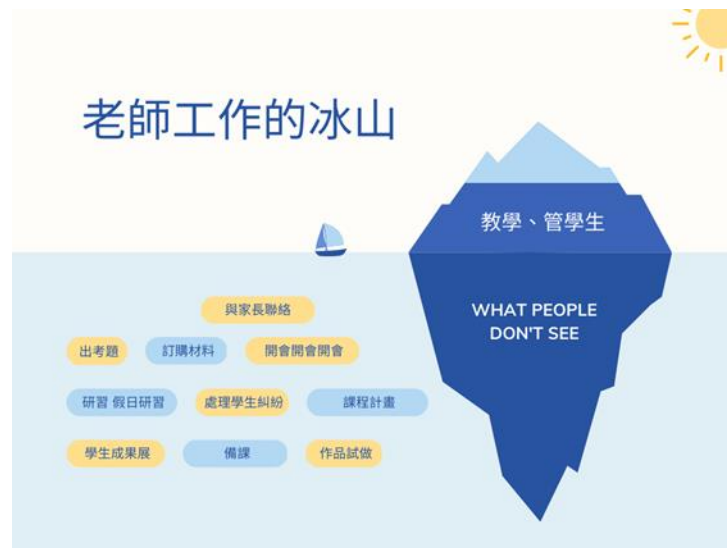 老師工作的冰山
教學、管學生
WHAT PEOPLE
DON'T SEE
與家長聯絡
出考題
訂購材料
開會開會開會
研習 假日研習
處理學生糾紛
課程計畫
學生成果展
備課
作品試做